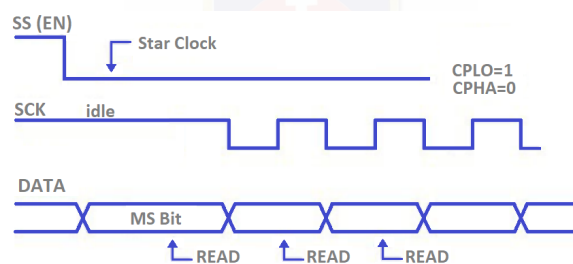 SS (EN)
Star Clock
CPLO=1
CPHA=0
SCK idle
DATA
MS Bit
READ READ READ